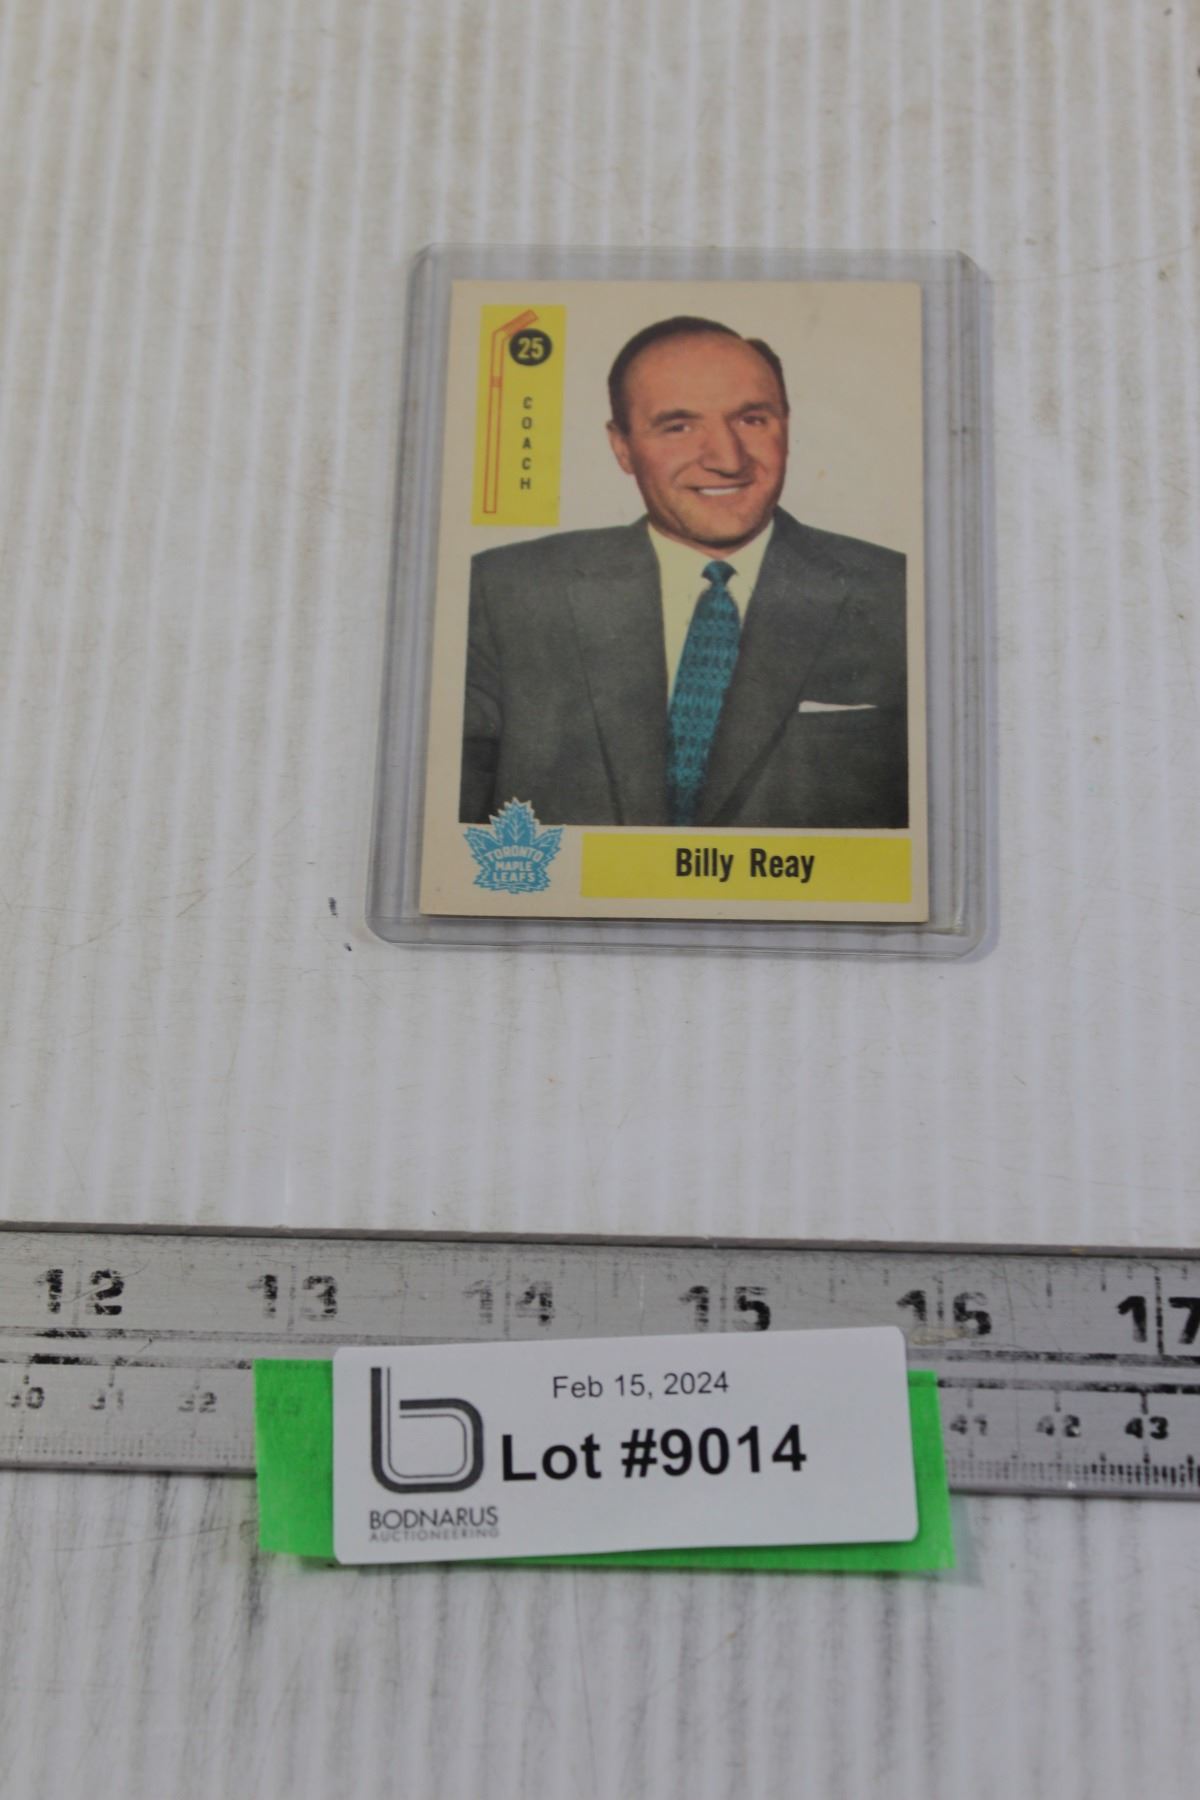 25
COACH
TORONTO
MAPLE
LEAFS
Billy Reay
12 13 14 15 16 17
30 31 32 41 42 43
Feb 15, 2024
Lot #9014
BODNARUS
AUCTIONEERING